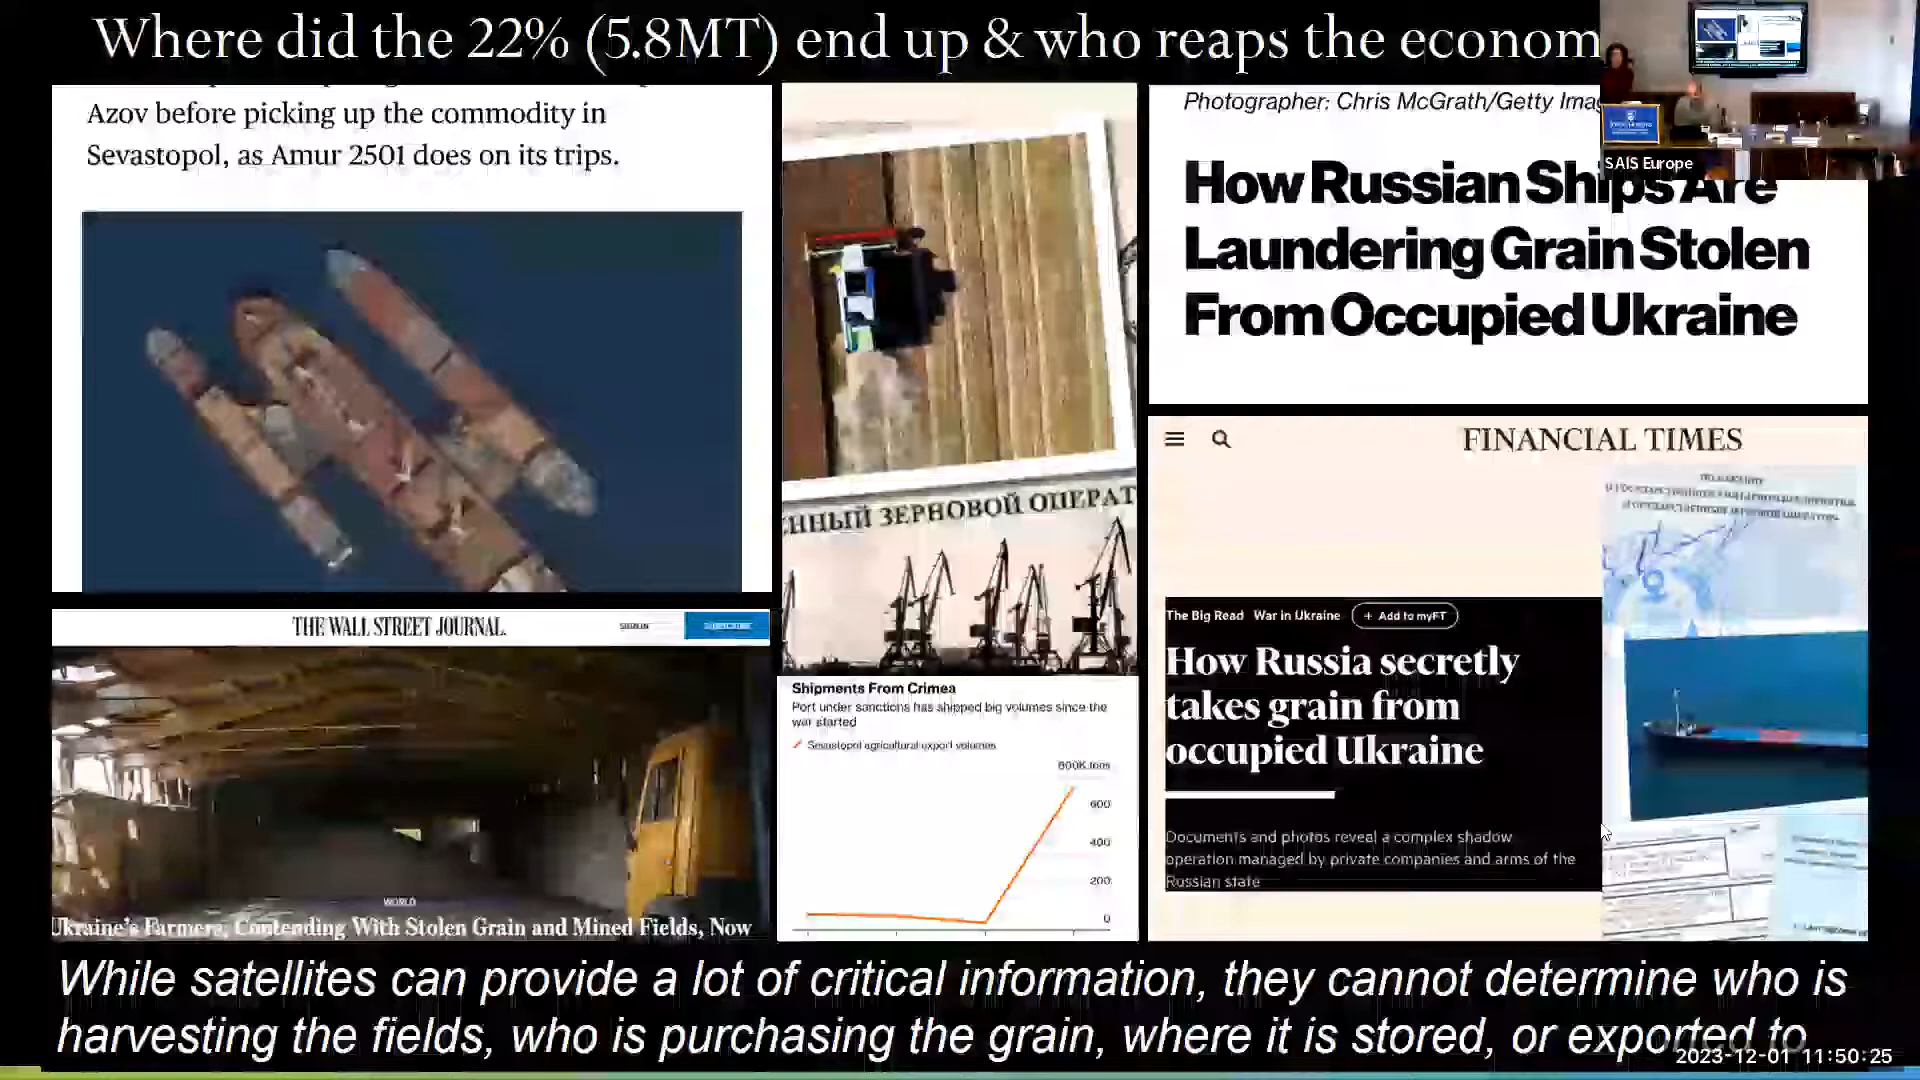 Where did the 22% (5.8MT) end up & who reaps the econom
Azov before picking up the commodity in
Sevastopol, as Amur 2501 does on its trips.
THE WALL STREET JOURNAL.
SIGN IN
SUBSCRIBE
WORLD
Ukraine's Farmers, Contending With Stolen Grain and Mined Fields, Now
ЕННЫЙ ЗЕРНОВОЙ ОПЕРАТ
Shipments From Crimea
Port under sanctions has shipped big volumes since the
war started
Sevastopol agricultural export volumes
800K tons
600
400
200
0
Photographer: Chris McGrath/Getty Imag
How Russian Ships Are
Laundering Grain Stolen
From Occupied Ukraine
SAIS Europe
FINANCIAL TIMES
The Big Read War in Ukraine + Add to myFT
How Russia secretly
takes grain from
occupied Ukraine
Documents and photos reveal a complex shadow
operation managed by private companies and arms of the
Russian state
While satellites can provide a lot of critical information, they cannot determine who is
harvesting the fields, who is purchasing the grain, where it is stored, or exported to
2023-12-01 11:50:25